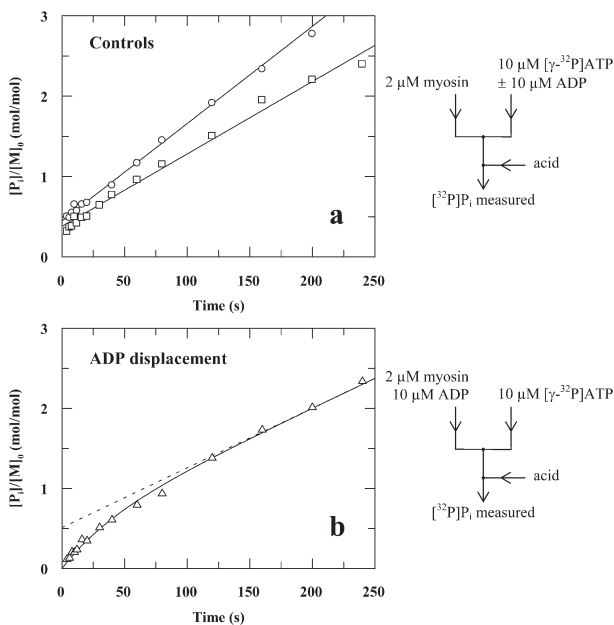 3
Controls
2
1
0
[Pᵢ]/[M]₀ (mol/mol)
a
0 50 100 150 200 250
Time (s)
2 µM myosin
10 µM [γ-³²P]ATP
± 10 µM ADP
acid
[³²P]Pᵢ measured
3
ADP displacement
2
1
0
[Pᵢ]/[M]₀ (mol/mol)
b
0 50 100 150 200 250
Time (s)
2 µM myosin
10 µM ADP
10 µM [γ-³²P]ATP
acid
[³²P]Pᵢ measured